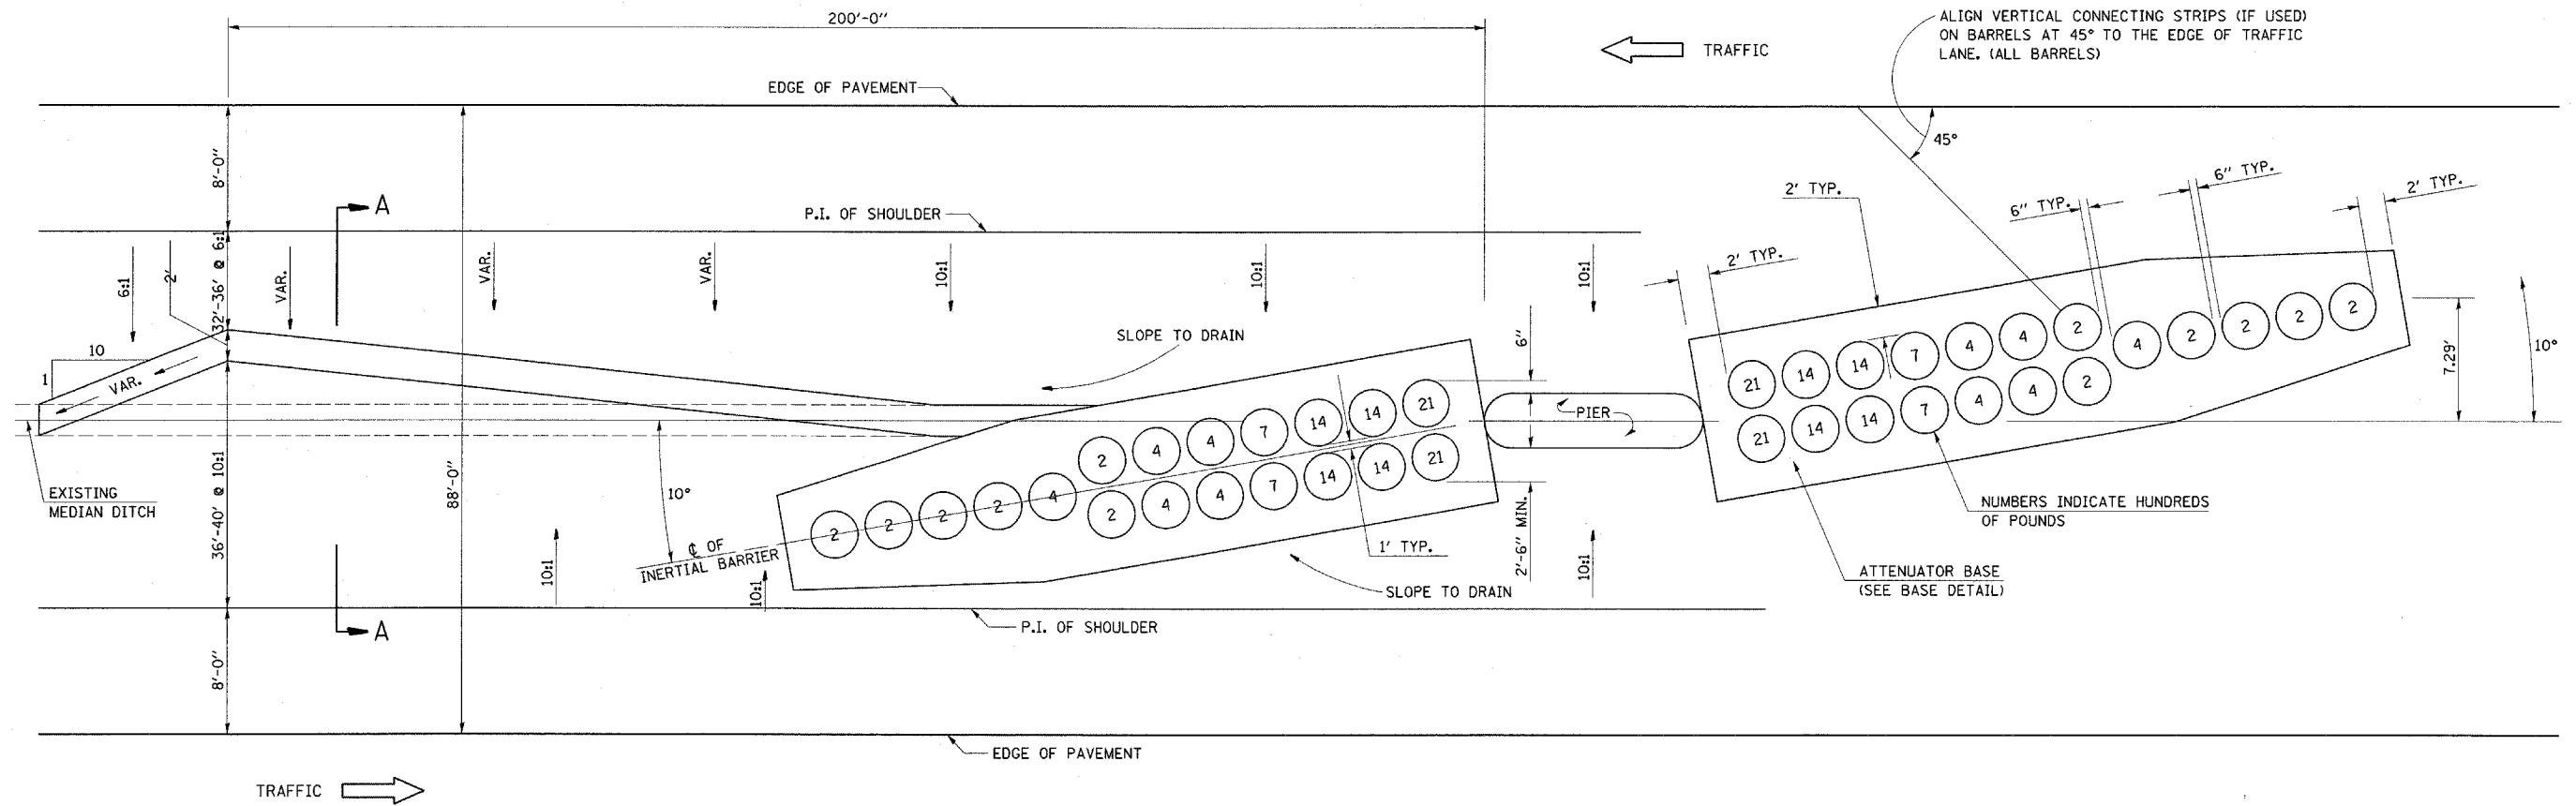 200'-0"
TRAFFIC
ALIGN VERTICAL CONNECTING STRIPS (IF USED)
ON BARRELS AT 45° TO THE EDGE OF TRAFFIC
LANE. (ALL BARRELS)
EDGE OF PAVEMENT
45°
8'-0"
A
P.I. OF SHOULDER
2' TYP.
6" TYP.
6" TYP.
2' TYP.
2' TYP.
6:1
2'
32'-36' @ 6:1
VAR.
VAR.
VAR.
10:1
10:1
10:1
SLOPE TO DRAIN
6"
10
1
VAR.
PIER
7.29'
10°
21 14 14 7 4 4 2 4 2 2 2 2
21 14 14 7 4 4 2
2 4 4 7 14 14 21
2 2 2 2 4 2 4 4 7 14 14 21
EXISTING
MEDIAN DITCH
36'-40' @ 10:1
88'-0"
10°
10:1
℄ OF
INERTIAL BARRIER
10:1
1' TYP.
2'-6" MIN.
10:1
NUMBERS INDICATE HUNDREDS
OF POUNDS
ATTENUATOR BASE
(SEE BASE DETAIL)
SLOPE TO DRAIN
A
P.I. OF SHOULDER
8'-0"
EDGE OF PAVEMENT
TRAFFIC